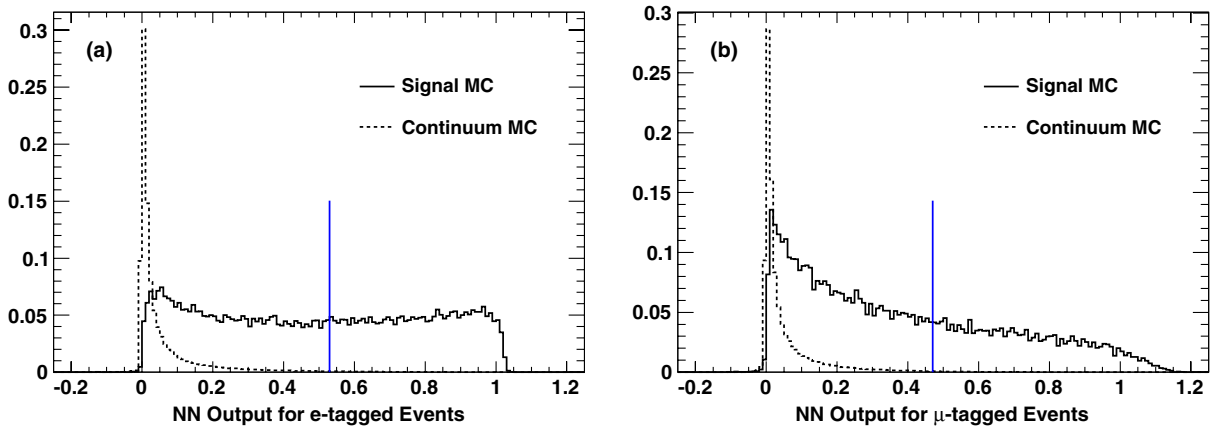 0.3
(a)
Signal MC
Continuum MC
0.25
0.2
0.15
0.1
0.05
0
-0.2 0 0.2 0.4 0.6 0.8 1 1.2
NN Output for e-tagged Events
0.3
(b)
Signal MC
Continuum MC
0.25
0.2
0.15
0.1
0.05
0
-0.2 0 0.2 0.4 0.6 0.8 1 1.2
NN Output for μ-tagged Events